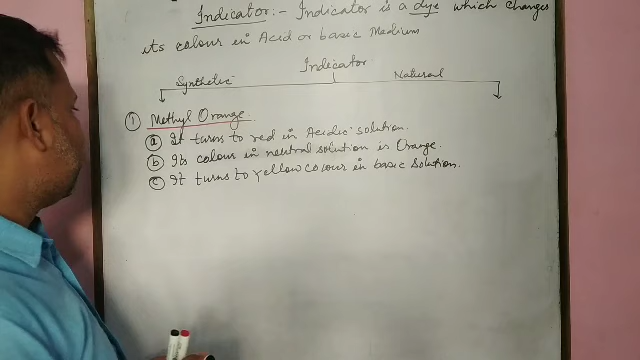 Indicator:- Indicator is a dye which changes
its colour in Acid or basic Medium
Indicator
Synthetic Natural
① Methyl Orange.
ⓐ It turns to red in Acidic solution.
ⓑ Its colour in neutral solution is Orange.
ⓒ It turns to yellow colour in basic solution.